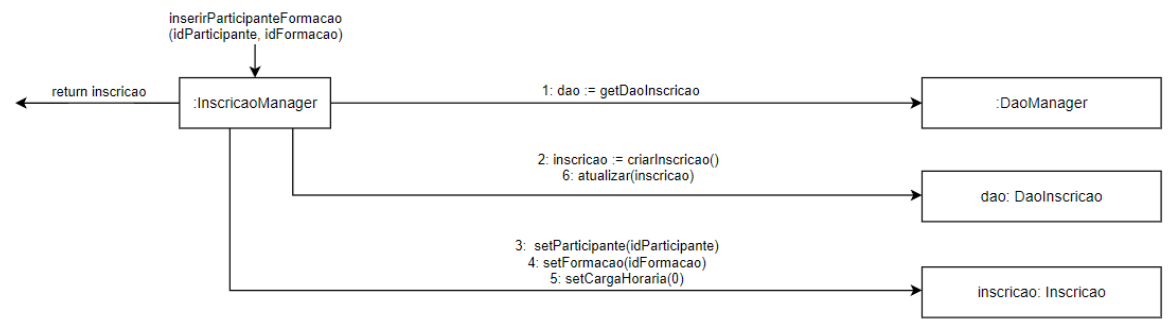 inserirParticipanteFormacao
(idParticipante, idFormacao)
return inscricao
:InscricaoManager
1: dao := getDaoInscricao
:DaoManager
2: inscricao := criarInscricao()
6: atualizar(inscricao)
dao: DaoInscricao
3: setParticipante(idParticipante)
4: setFormacao(idFormacao)
5: setCargaHoraria(0)
inscricao: Inscricao